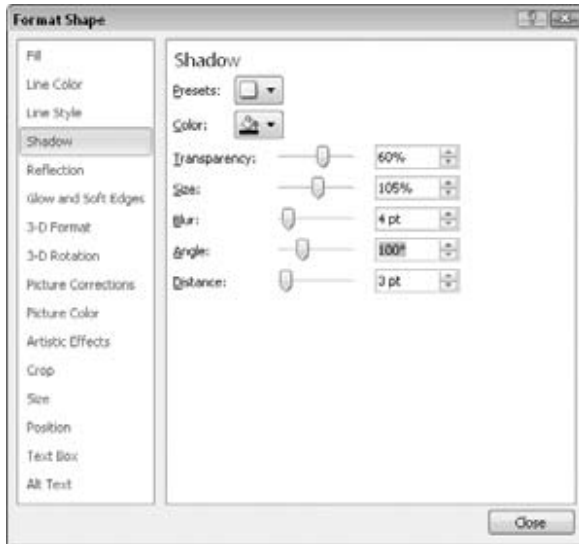 Format Shape
Fill
Line Color
Line Style
Shadow
Reflection
Glow and Soft Edges
3-D Format
3-D Rotation
Picture Corrections
Picture Color
Artistic Effects
Crop
Size
Position
Text Box
Alt Text
Shadow
Presets:
Color:
Transparency: 60%
Size: 105%
Blur: 4 pt
Angle: 100°
Distance: 3 pt
Close